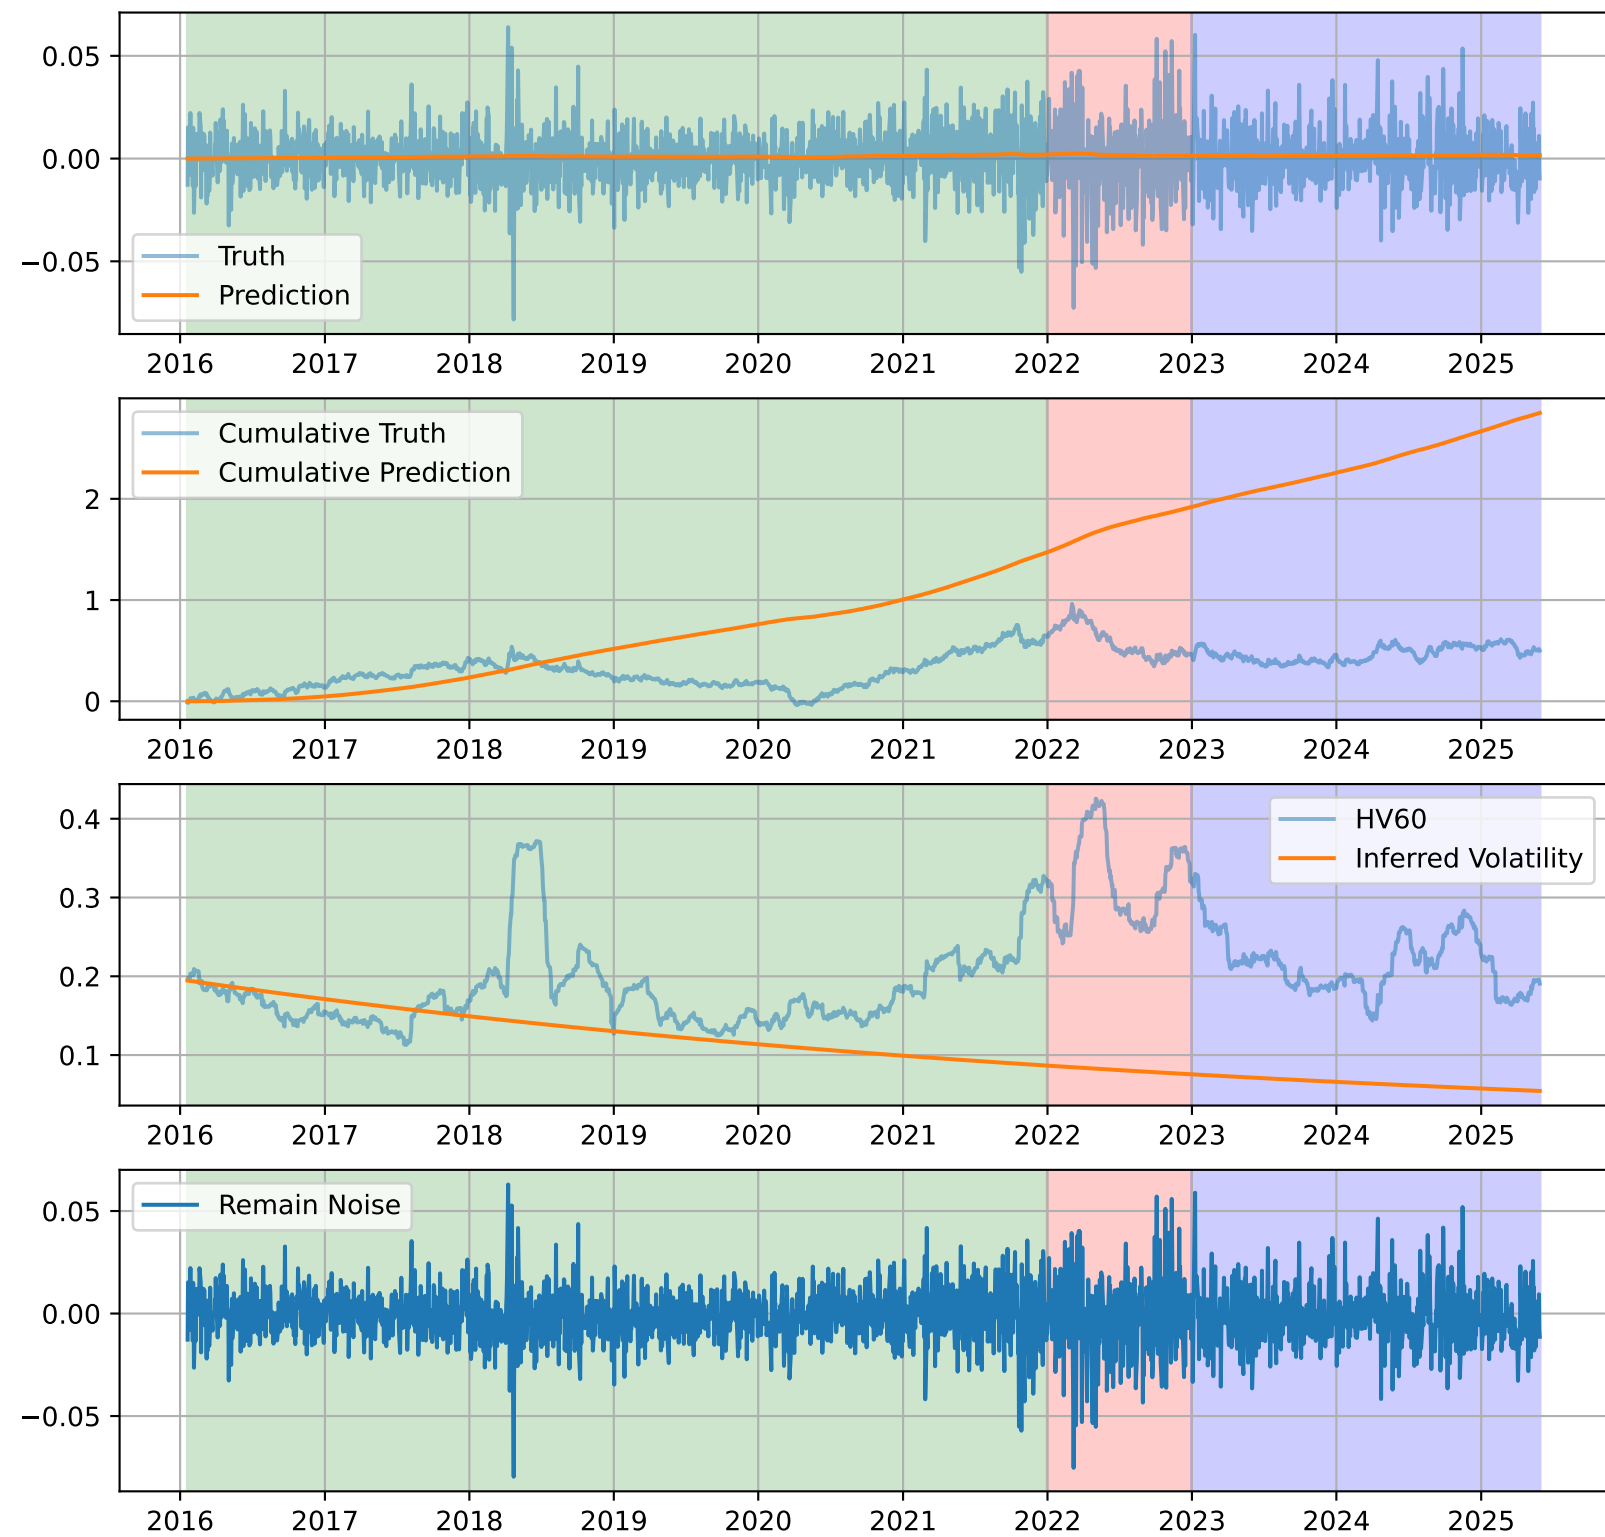 0.05
0.00
−0.05
Truth
Prediction
2016 2017 2018 2019 2020 2021 2022 2023 2024 2025
Cumulative Truth
Cumulative Prediction
2
1
0
2016 2017 2018 2019 2020 2021 2022 2023 2024 2025
0.4
0.3
0.2
0.1
HV60
Inferred Volatility
2016 2017 2018 2019 2020 2021 2022 2023 2024 2025
Remain Noise
0.05
0.00
−0.05
2016 2017 2018 2019 2020 2021 2022 2023 2024 2025